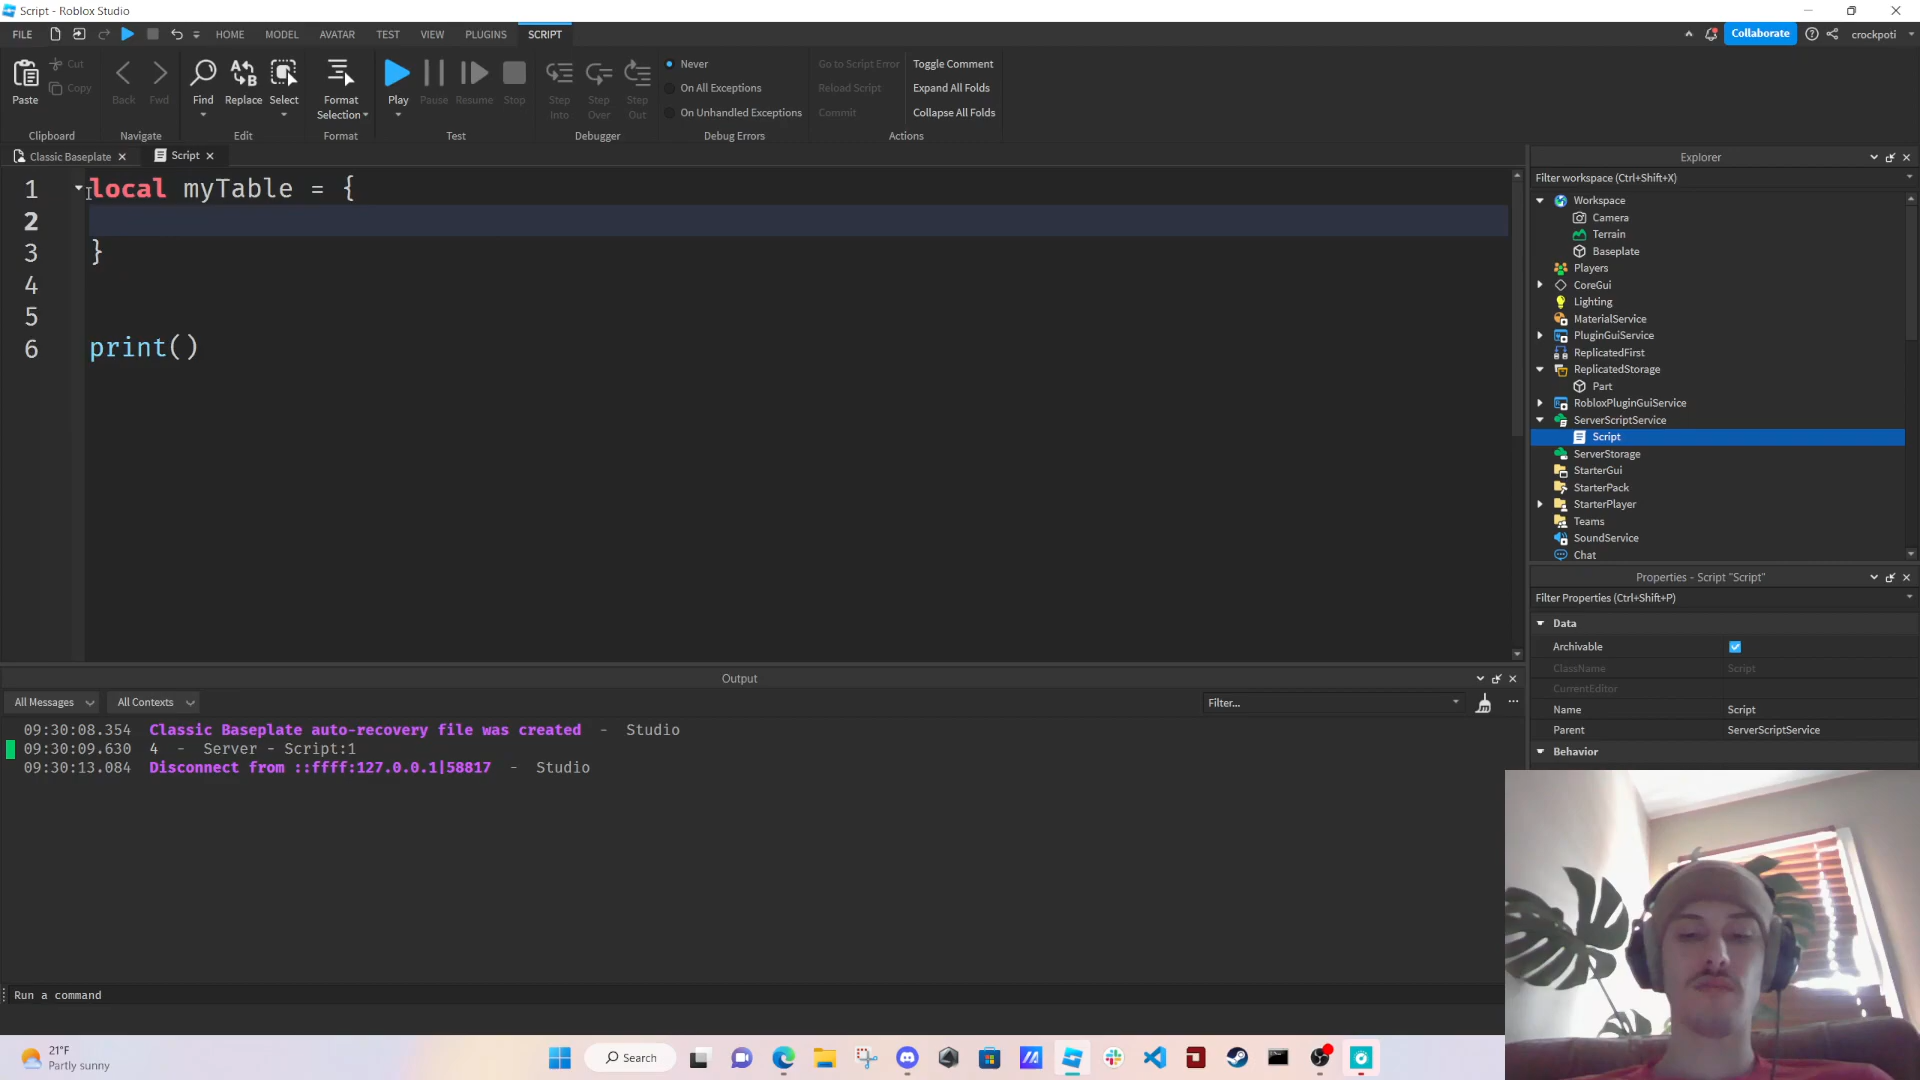 Script - Roblox Studio
FILE HOME MODEL AVATAR TEST VIEW PLUGINS SCRIPT Collaborate crockpoti
Paste Cut Copy
Back Fwd
Find Replace Select
Format Selection
Play Pause Resume Stop
Step Into Step Over Step Out
Never
On All Exceptions
On Unhandled Exceptions
Go to Script Error
Reload Script
Commit
Toggle Comment
Expand All Folds
Collapse All Folds
Clipboard Navigate Edit Format Test Debugger Debug Errors Actions
Classic Baseplate Script
1 local myTable = {
2
3 }
4
5
6 print()
Explorer
Filter workspace (Ctrl+Shift+X)
Workspace
Camera
Terrain
Baseplate
Players
CoreGui
Lighting
MaterialService
PluginGuiService
ReplicatedFirst
ReplicatedStorage
Part
RobloxPluginGuiService
ServerScriptService
Script
ServerStorage
StarterGui
StarterPack
StarterPlayer
Teams
SoundService
Chat
Properties - Script "Script"
Filter Properties (Ctrl+Shift+P)
Data
Archivable
ClassName Script
CurrentEditor
Name Script
Parent ServerScriptService
Behavior
Output
All Messages All Contexts Filter...
09:30:08.354 Classic Baseplate auto-recovery file was created - Studio
09:30:09.630 4 - Server - Script:1
09:30:13.084 Disconnect from ::ffff:127.0.0.1|58817 - Studio
Run a command
21°F
Partly sunny
Search